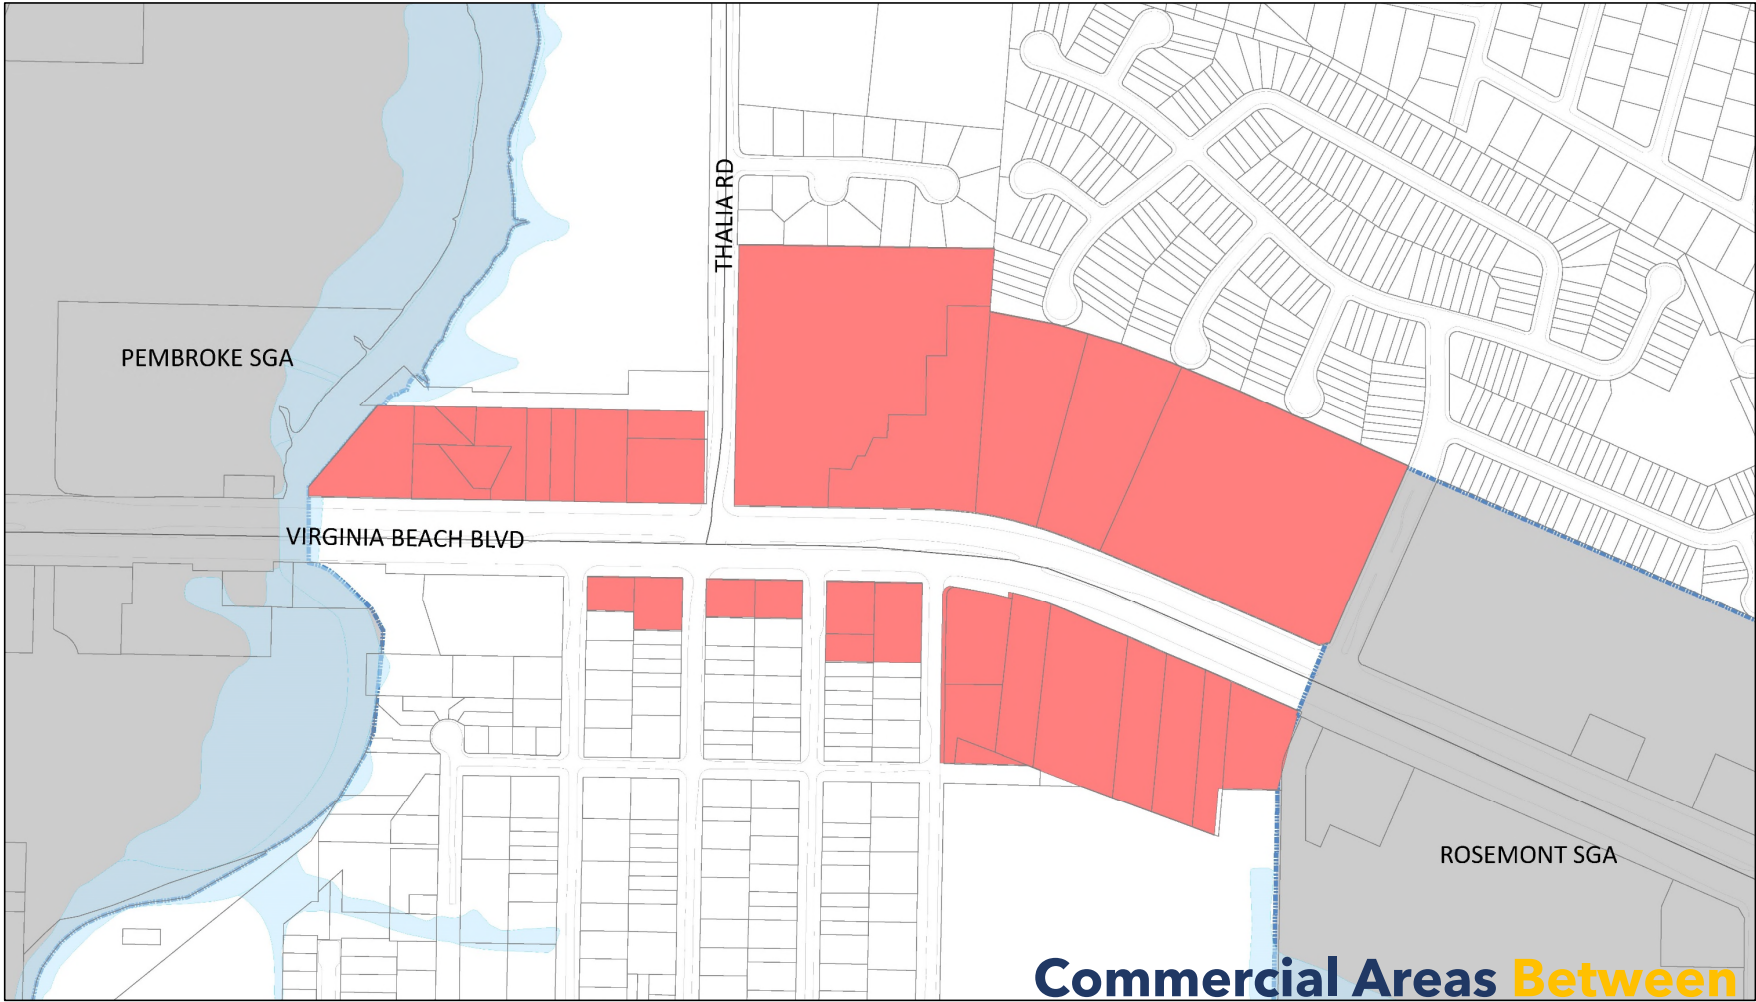 THALIA RD
PEMBROKE SGA
VIRGINIA BEACH BLVD
ROSEMONT SGA
Commercial Areas Between